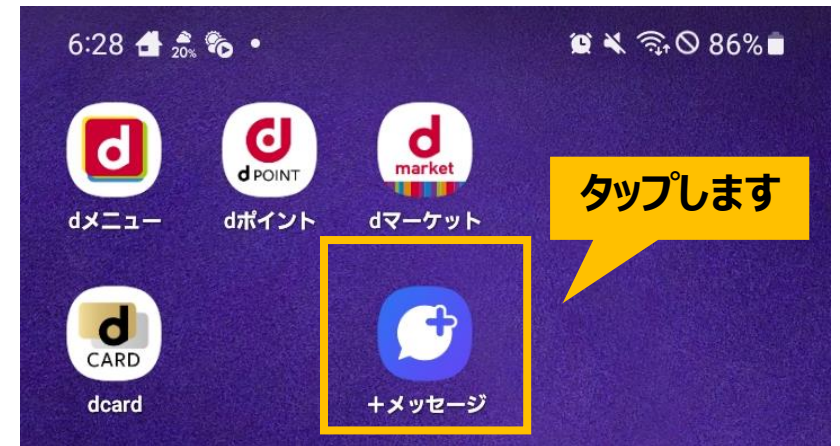 6:28 20% 86%
d d d
POINT market
dメニュー dポイント dマーケット
タップします
d
CARD
dcard +メッセージ